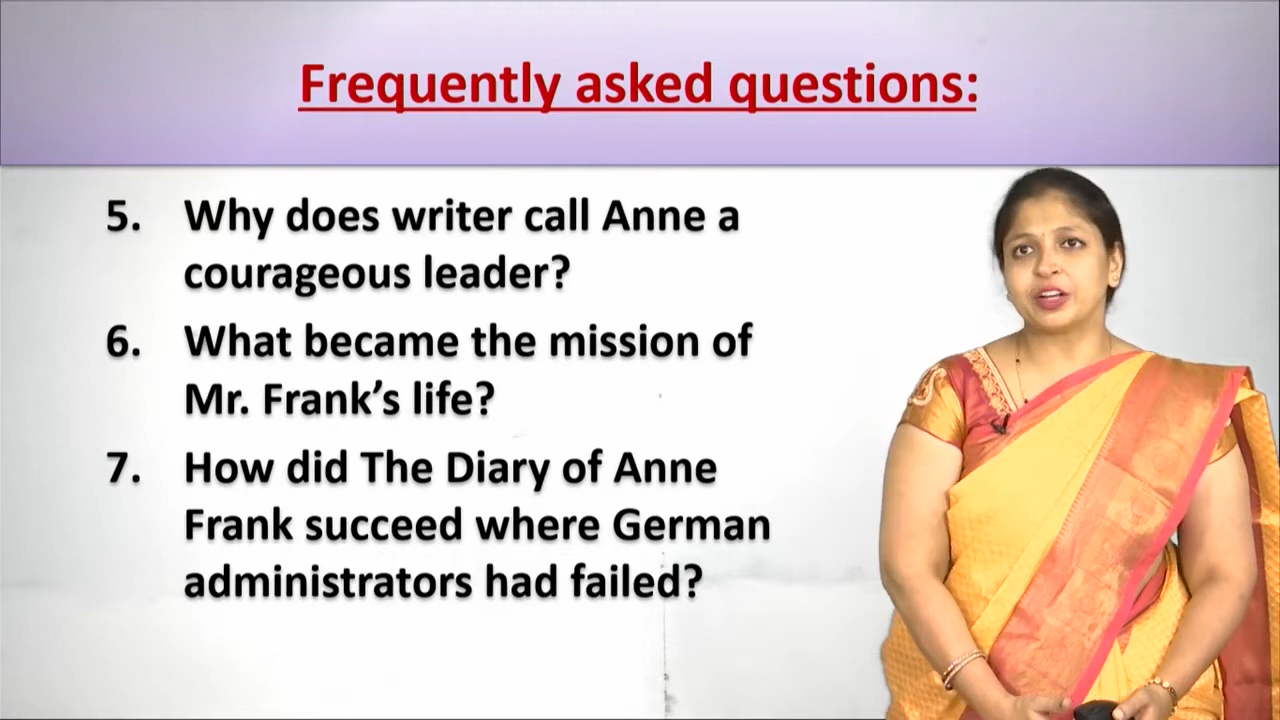 Frequently asked questions:
5. Why does writer call Anne a
courageous leader?
6. What became the mission of
Mr. Frank’s life?
7. How did The Diary of Anne
Frank succeed where German
administrators had failed?